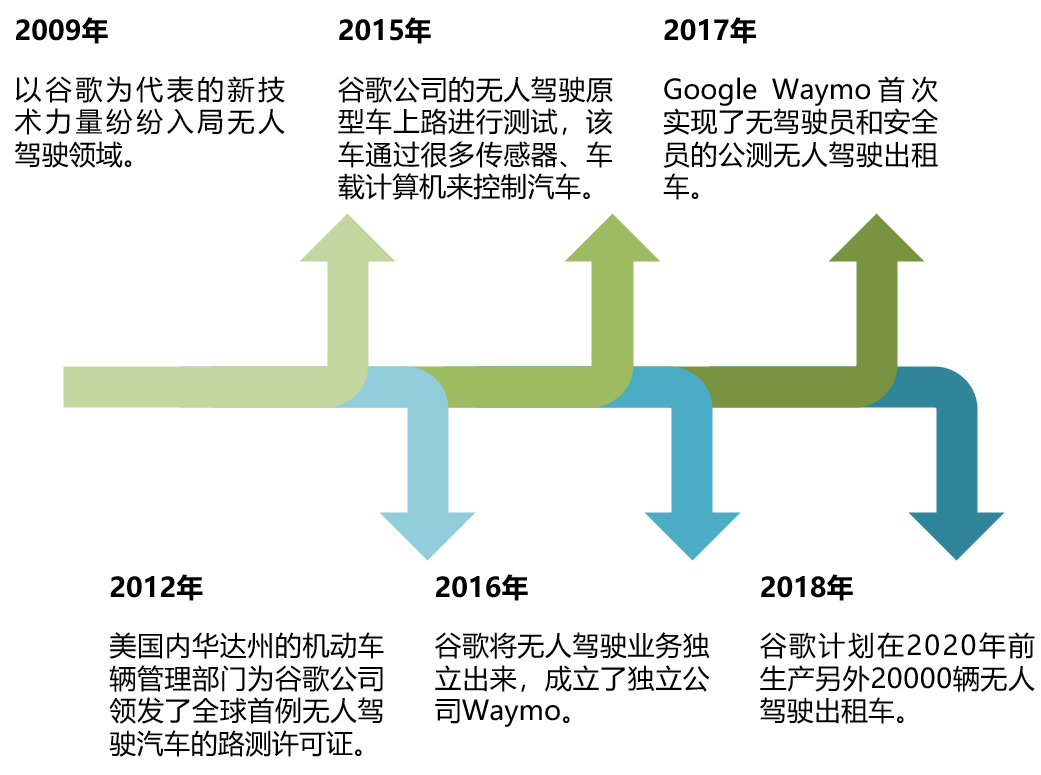 2009年
以谷歌为代表的新技
术力量纷纷入局无人
驾驶领域。
2015年
谷歌公司的无人驾驶原
型车上路进行测试，该
车通过很多传感器、车
载计算机来控制汽车。
2017年
Google Waymo首次
实现了无驾驶员和安全
员的公测无人驾驶出租
车。
2012年
美国内华达州的机动车
辆管理部门为谷歌公司
颁发了全球首例无人驾
驶汽车的路测许可证。
2016年
谷歌将无人驾驶业务独
立出来，成立了独立公
司Waymo。
2018年
谷歌计划在2020年前
生产另外20000辆无人
驾驶出租车。